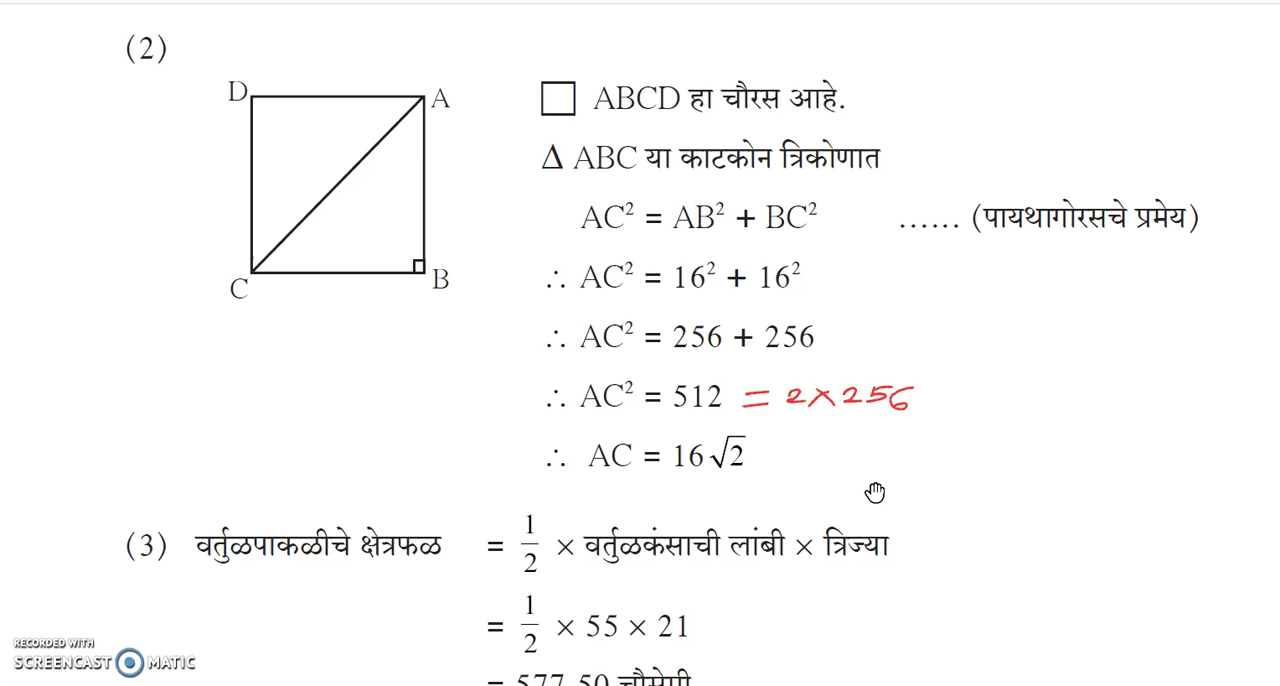 (2)
D
A
C
B
□ ABCD हा चौरस आहे.
Δ ABC या काटकोन त्रिकोणात
AC² = AB² + BC² ...... (पायथागोरसचे प्रमेय)
∴ AC² = 16² + 16²
∴ AC² = 256 + 256
∴ AC² = 512 = 2×256
∴ AC = 16√2
(3) वर्तुळपाकळीचे क्षेत्रफळ = 1/2 × वर्तुळकंसाची लांबी × त्रिज्या
= 1/2 × 55 × 21
= 577.50 चौसेमी
RECORDED WITH
SCREENCAST MATIC